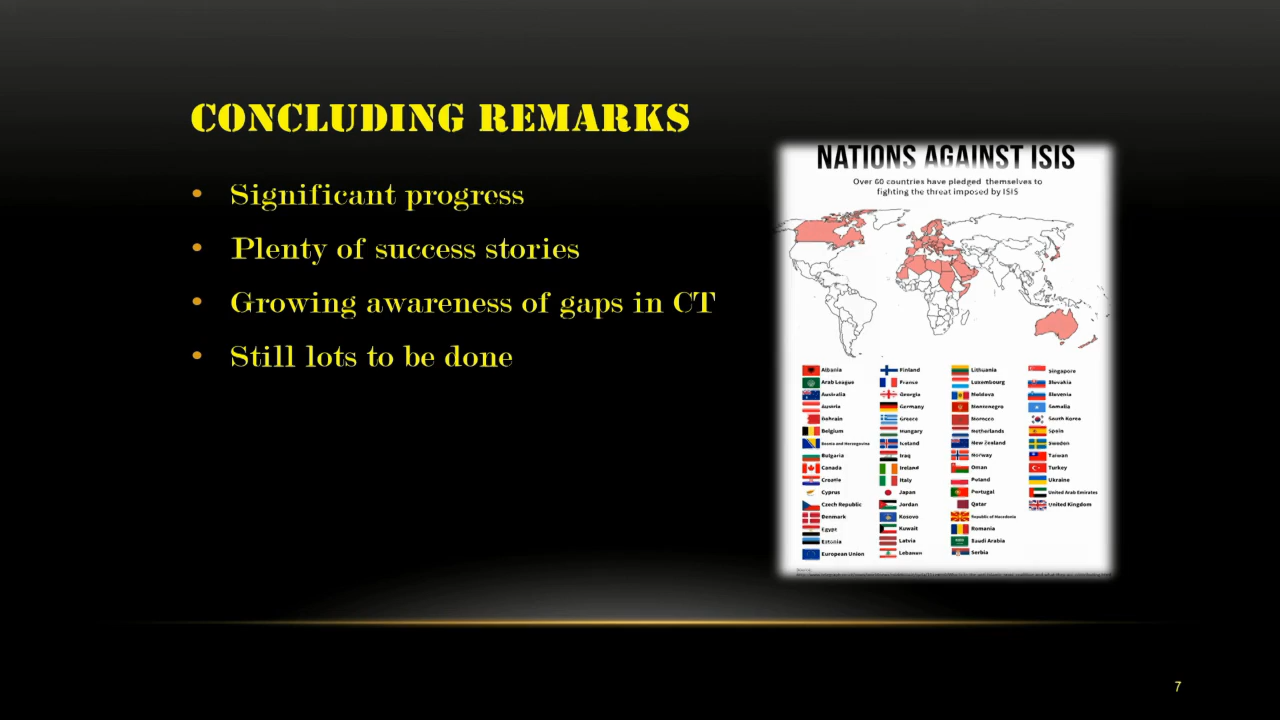 CONCLUDING REMARKS
• Significant progress
• Plenty of success stories
• Growing awareness of gaps in CT
• Still lots to be done
NATIONS AGAINST ISIS
Over 60 countries have pledged themselves to
fighting the threat imposed by ISIS
Albania
Arab League
Australia
Austria
Bahrain
Belgium
Bosnia and Herzegovina
Bulgaria
Canada
Croatia
Cyprus
Czech Republic
Denmark
Egypt
Estonia
European Union
Finland
France
Georgia
Germany
Greece
Hungary
Iceland
Iraq
Ireland
Italy
Japan
Jordan
Kosovo
Kuwait
Latvia
Lebanon
Lithuania
Luxembourg
Moldova
Montenegro
Morocco
Netherlands
New Zealand
Norway
Oman
Poland
Portugal
Qatar
Republic of Macedonia
Romania
Saudi Arabia
Serbia
Singapore
Slovakia
Slovenia
Somalia
South Korea
Spain
Sweden
Taiwan
Turkey
Ukraine
United Arab Emirates
United Kingdom
Source:
7